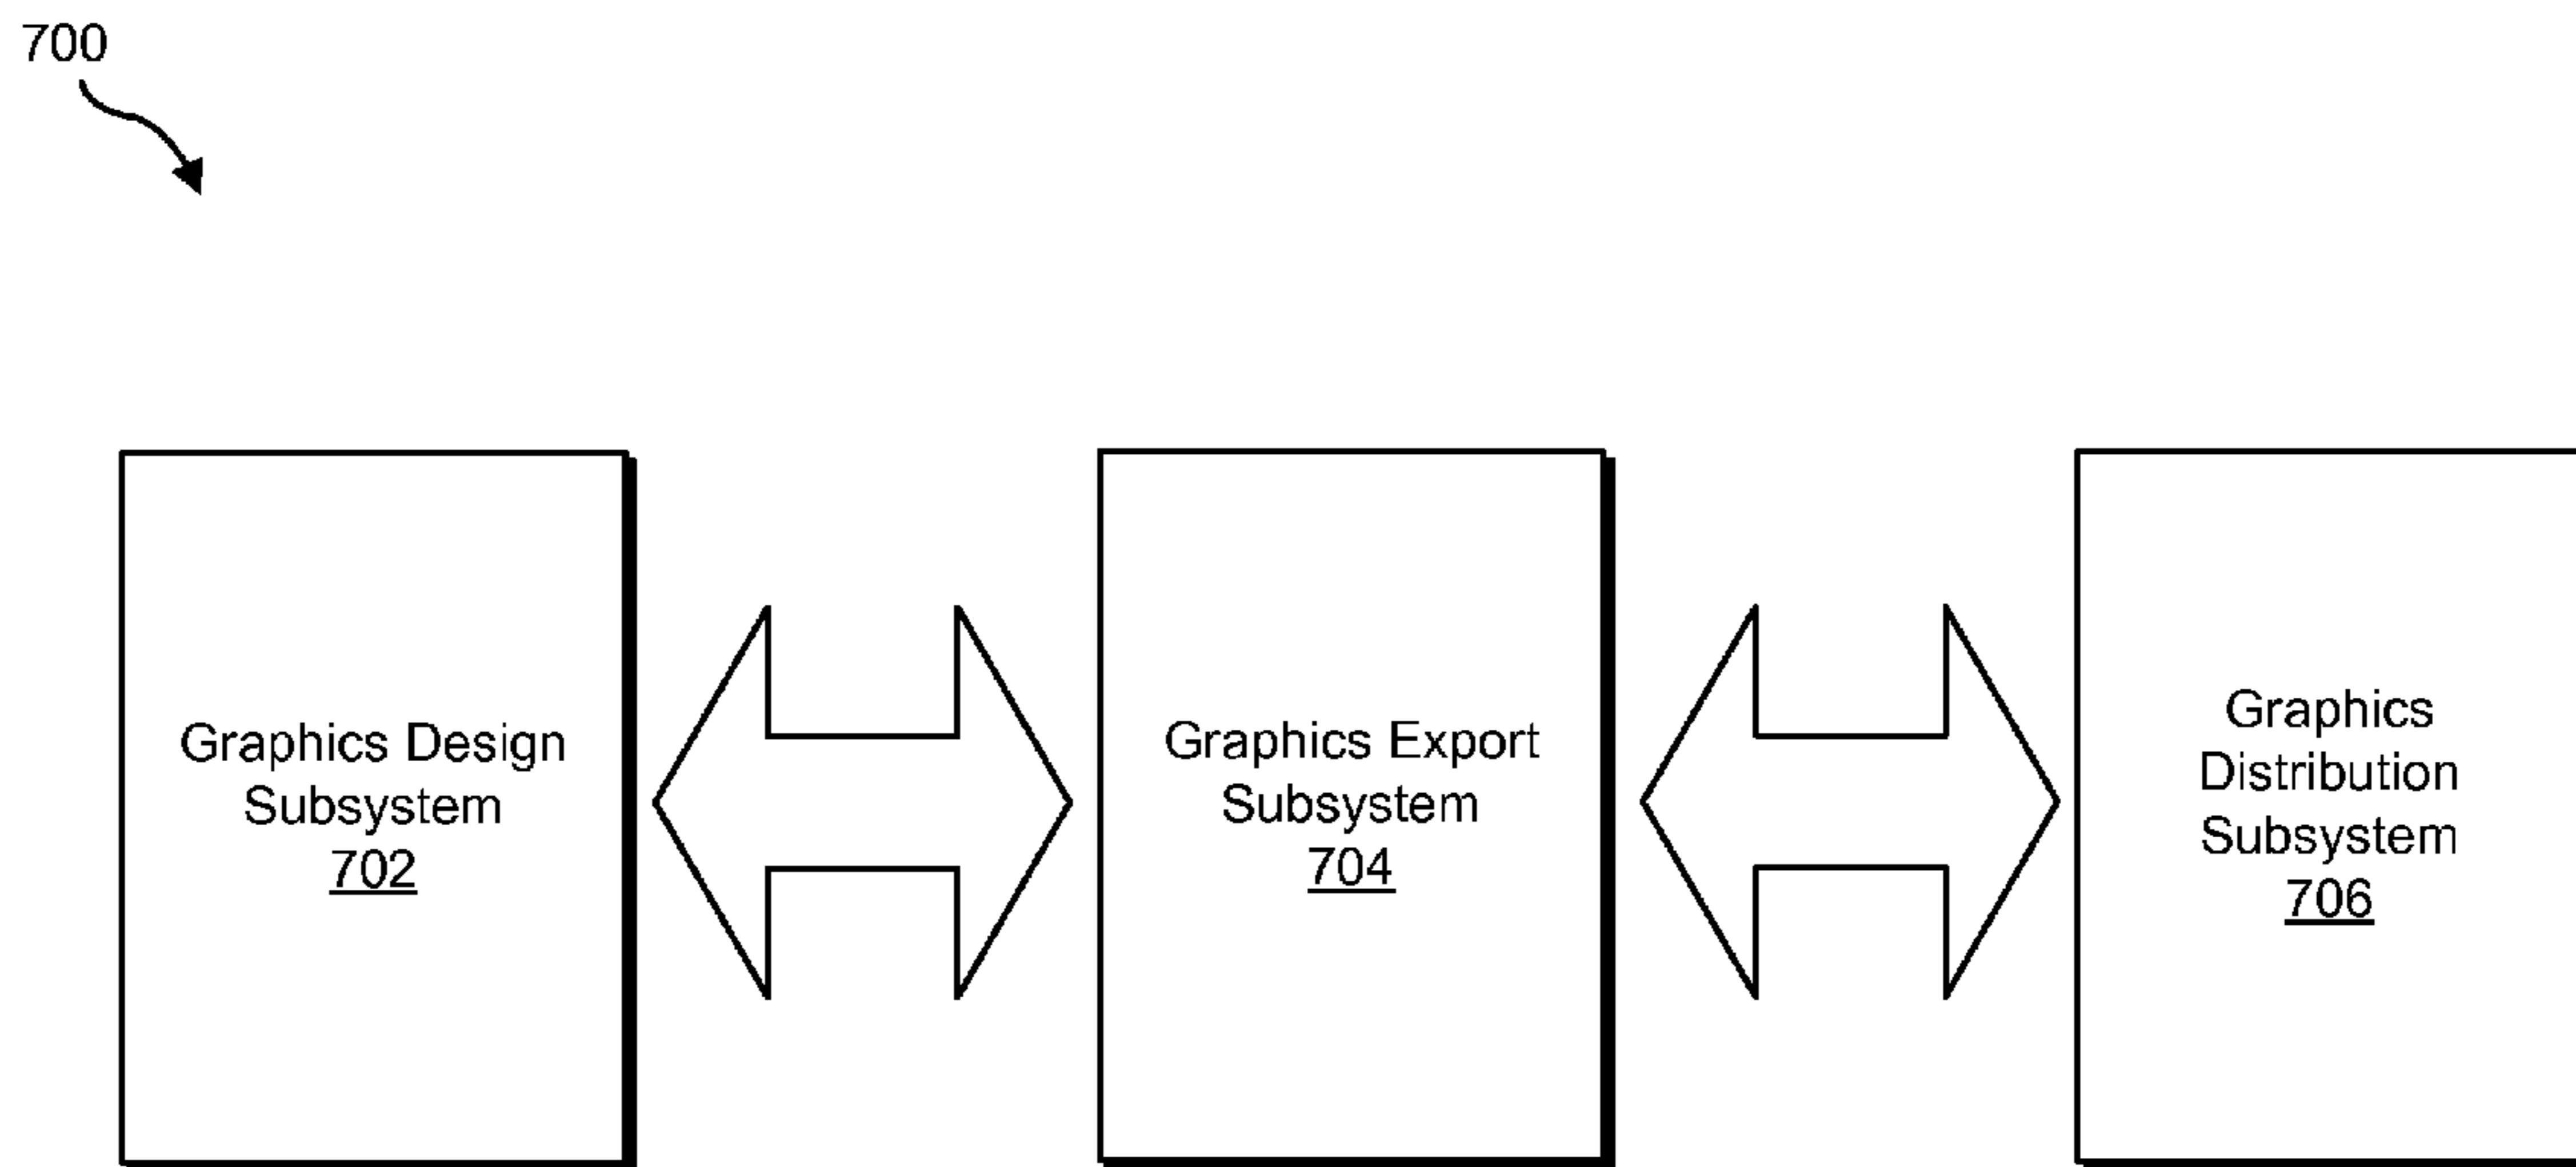 700
Graphics Design
Subsystem
702
Graphics Export
Subsystem
704
Graphics
Distribution
Subsystem
706